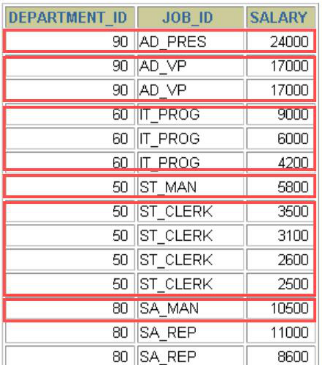 DEPARTMENT_ID JOB_ID SALARY
90 AD_PRES 24000
90 AD_VP 17000
90 AD_VP 17000
60 IT_PROG 9000
60 IT_PROG 6000
60 IT_PROG 4200
50 ST_MAN 5800
50 ST_CLERK 3500
50 ST_CLERK 3100
50 ST_CLERK 2600
50 ST_CLERK 2500
80 SA_MAN 10500
80 SA_REP 11000
80 SA_REP 8600